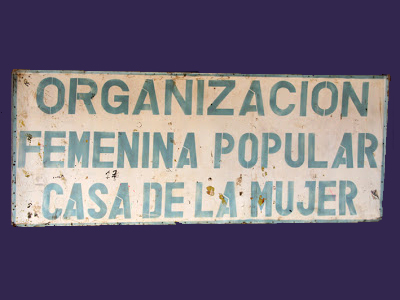 ORGANIZACION
FEMENINA POPULAR
CASA DE LA MUJER